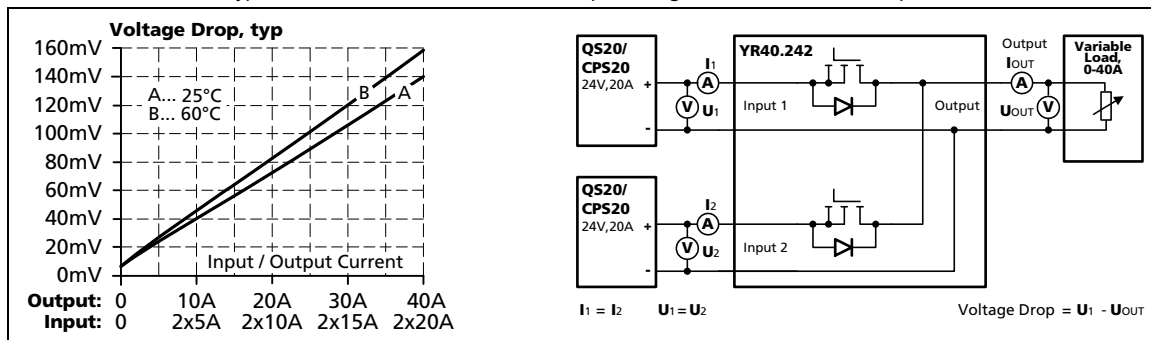 Voltage Drop, typ
160mV
140mV
120mV
100mV
80mV
60mV
40mV
20mV
0mV
A... 25°C
B... 60°C
B
A
Input / Output Current
Output: 0 10A 20A 30A 40A
Input: 0 2x5A 2x10A 2x15A 2x20A
QS20/
CPS20
24V,20A
+
-
I1
A
V
U1
YR40.242
Input 1
Output
Output
IOUT
A
UOUT
V
Variable
Load,
0-40A
QS20/
CPS20
24V,20A
+
-
I2
A
V
U2
Input 2
I1 = I2 U1 = U2
Voltage Drop = U1 - UOUT